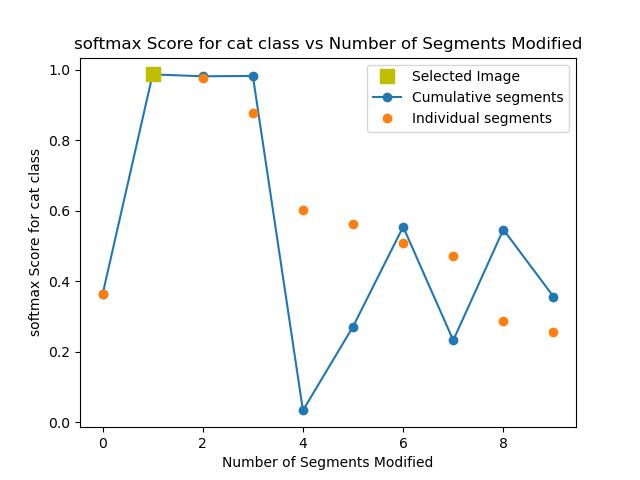 softmax Score for cat class vs Number of Segments Modified
Selected Image
Cumulative segments
Individual segments
softmax Score for cat class
1.0
0.8
0.6
0.4
0.2
0.0
0 2 4 6 8
Number of Segments Modified